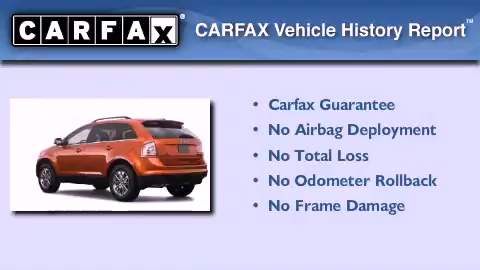 CARFAX®
CARFAX Vehicle History Report™
• Carfax Guarantee
• No Airbag Deployment
• No Total Loss
• No Odometer Rollback
• No Frame Damage